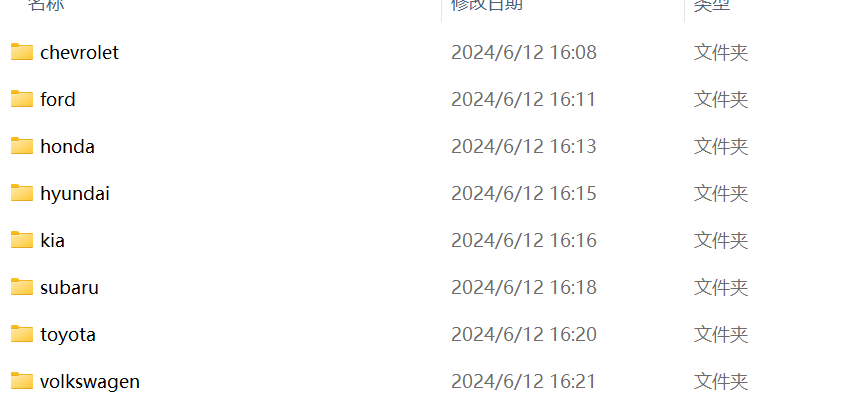 名称 修改日期 类型
chevrolet 2024/6/12 16:08 文件夹
ford 2024/6/12 16:11 文件夹
honda 2024/6/12 16:13 文件夹
hyundai 2024/6/12 16:15 文件夹
kia 2024/6/12 16:16 文件夹
subaru 2024/6/12 16:18 文件夹
toyota 2024/6/12 16:20 文件夹
volkswagen 2024/6/12 16:21 文件夹